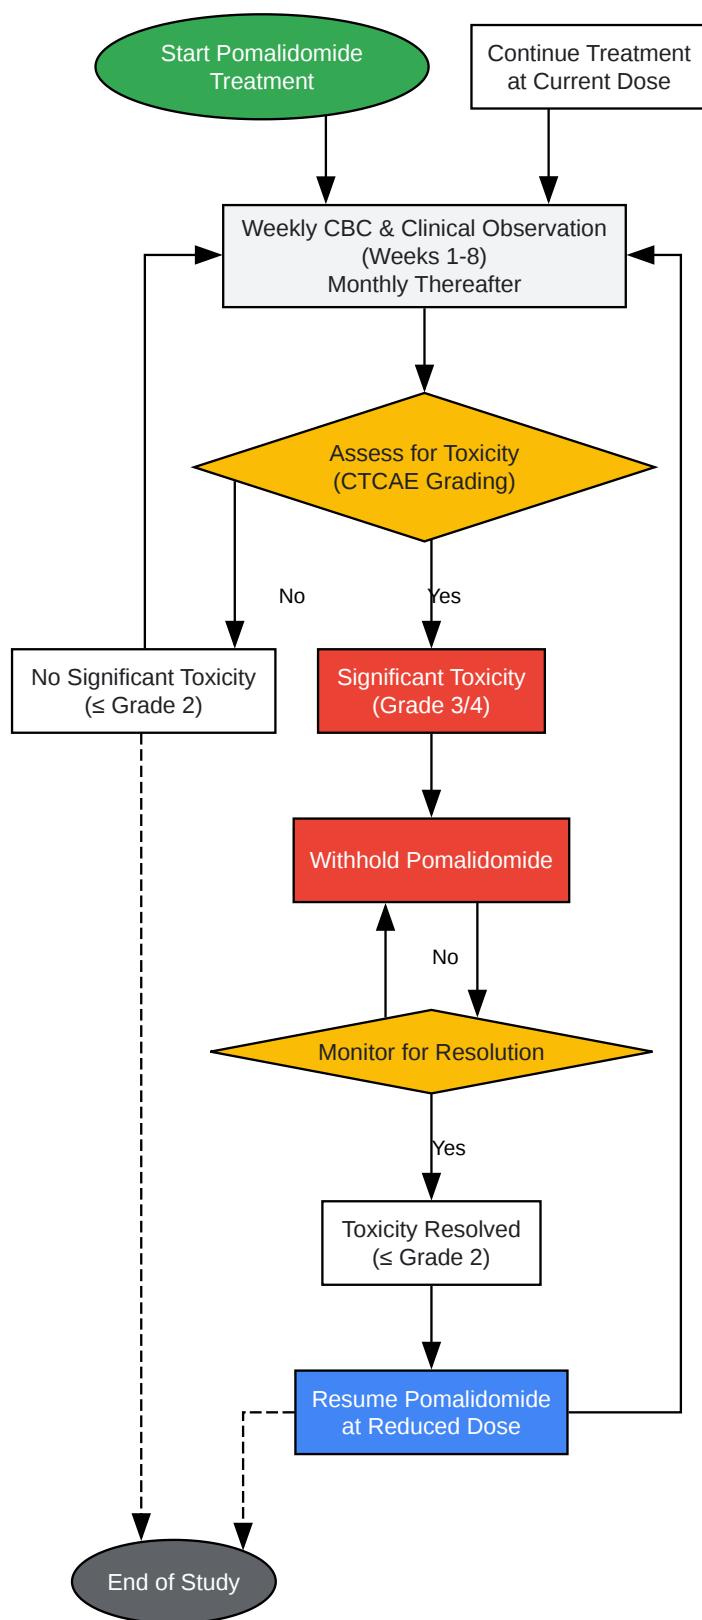 Start Pomalidomide
Treatment
Continue Treatment
at Current Dose
Weekly CBC & Clinical Observation
(Weeks 1-8)
Monthly Thereafter
Assess for Toxicity
(CTCAE Grading)
No
Yes
No Significant Toxicity
(≤ Grade 2)
Significant Toxicity
(Grade 3/4)
Withhold Pomalidomide
No
Monitor for Resolution
Yes
Toxicity Resolved
(≤ Grade 2)
Resume Pomalidomide
at Reduced Dose
End of Study